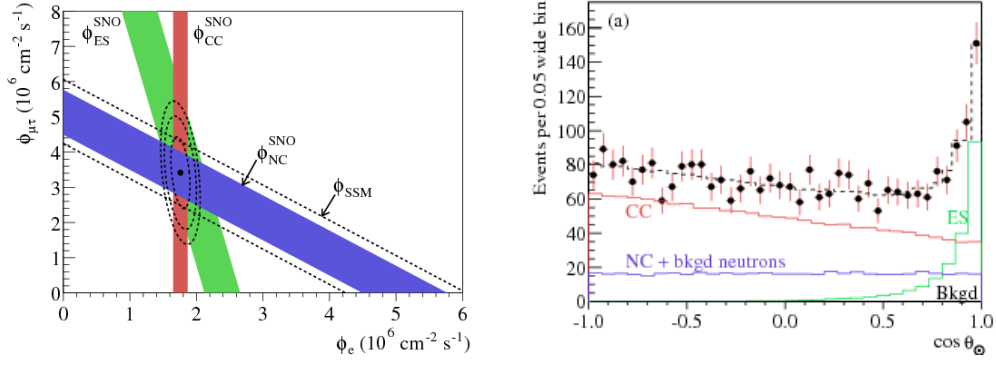 ϕ_ES^SNO
ϕ_CC^SNO
ϕ_NC^SNO
ϕ_SSM
ϕ_μτ (10^6 cm^-2 s^-1)
8
7
6
5
4
3
2
1
0
0 1 2 3 4 5 6
ϕ_e (10^6 cm^-2 s^-1)
(a)
Events per 0.05 wide bin
160
140
120
100
80
60
40
20
0
CC
ES
NC + bkgd neutrons
Bkgd
-1.0 -0.5 0.0 0.5 1.0
cos θ_⊙